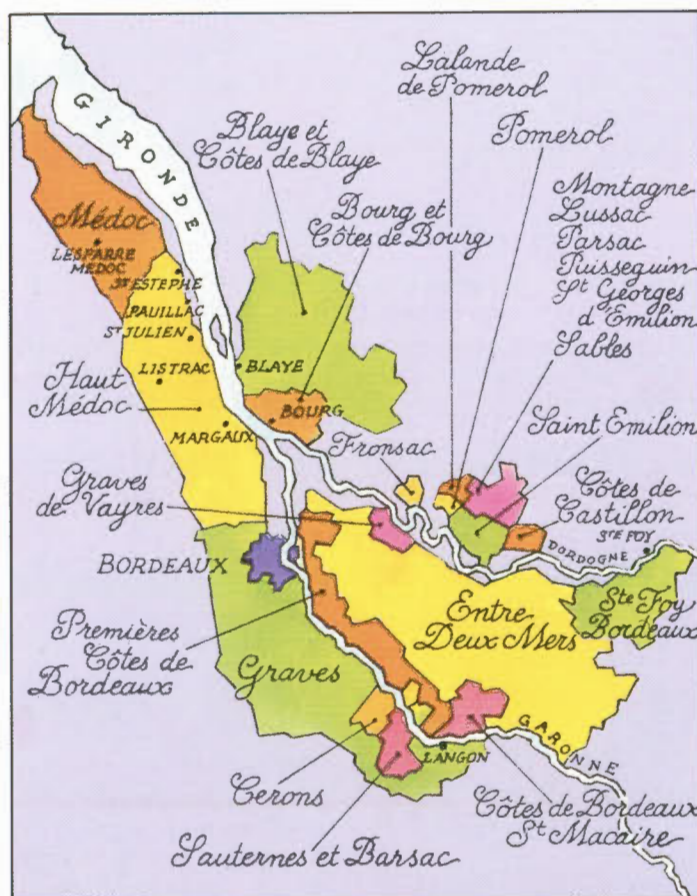 GIRONDE
Lalande
de Pomerol
Pomerol
Blaye et
Côtes de Blaye
Montagne
Lussac
Parsac
Puisseguin
St Georges
d'Emilion
Sables
Bourg et
Côtes de Bourg
Médoc
LESPARRE
MEDOC
ST ESTEPHE
PAUILLAC
ST JULIEN
LISTRAC
BLAYE
Haut
Médoc
MARGAUX
BOURG
Fronsac
Saint Emilion
Graves
de Vayres
Côtes de
Castillon
STE FOY
DORDOGNE
BORDEAUX
Ste Foy
Bordeaux
Entre
Deux Mers
Premières
Côtes de
Bordeaux
Graves
GARONNE
LANGON
Cerons
Côtes de Bordeaux
St Macaire
Sauternes et Barsac